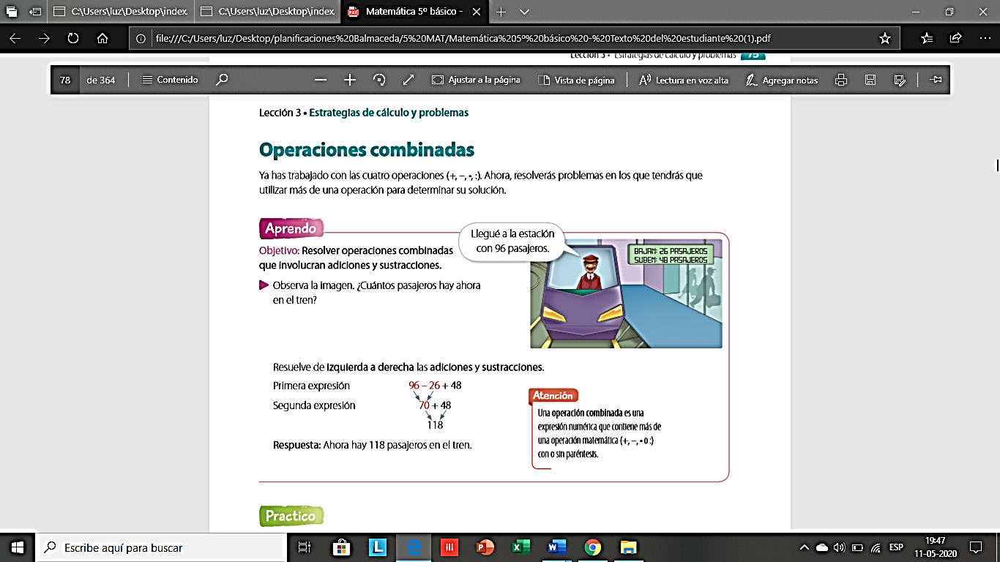 C:\Users\luz\Desktop\index.
C:\Users\luz\Desktop\index.
Matemática 5º básico -
file:///C:/Users/luz/Desktop/planificaciones%20Balmaceda/5%20MAT/Matemática%205º%20básico%20-%20Texto%20del%20estudiante%20(1).pdf
Lección 3 • Estrategias de cálculo y problemas 75
78 de 364 Contenido Ajustar a la página Vista de página Lectura en voz alta Agregar notas
Lección 3 • Estrategias de cálculo y problemas
Operaciones combinadas
Ya has trabajado con las cuatro operaciones (+, –, •, :). Ahora, resolverás problemas en los que tendrás que
utilizar más de una operación para determinar su solución.
Aprendo
Objetivo: Resolver operaciones combinadas
que involucran adiciones y sustracciones.
Observa la imagen. ¿Cuántos pasajeros hay ahora
en el tren?
Llegué a la estación
con 96 pasajeros.
BAJAN: 26 PASAJEROS
SUBEN: 48 PASAJEROS
Resuelve de izquierda a derecha las adiciones y sustracciones.
Primera expresión 96 – 26 + 48
Segunda expresión 70 + 48
118
Respuesta: Ahora hay 118 pasajeros en el tren.
Atención
Una operación combinada es una
expresión numérica que contiene más de
una operación matemática (+, –, • o :)
con o sin paréntesis.
Practico
Escribe aquí para buscar
ESP
19:47
11-05-2020